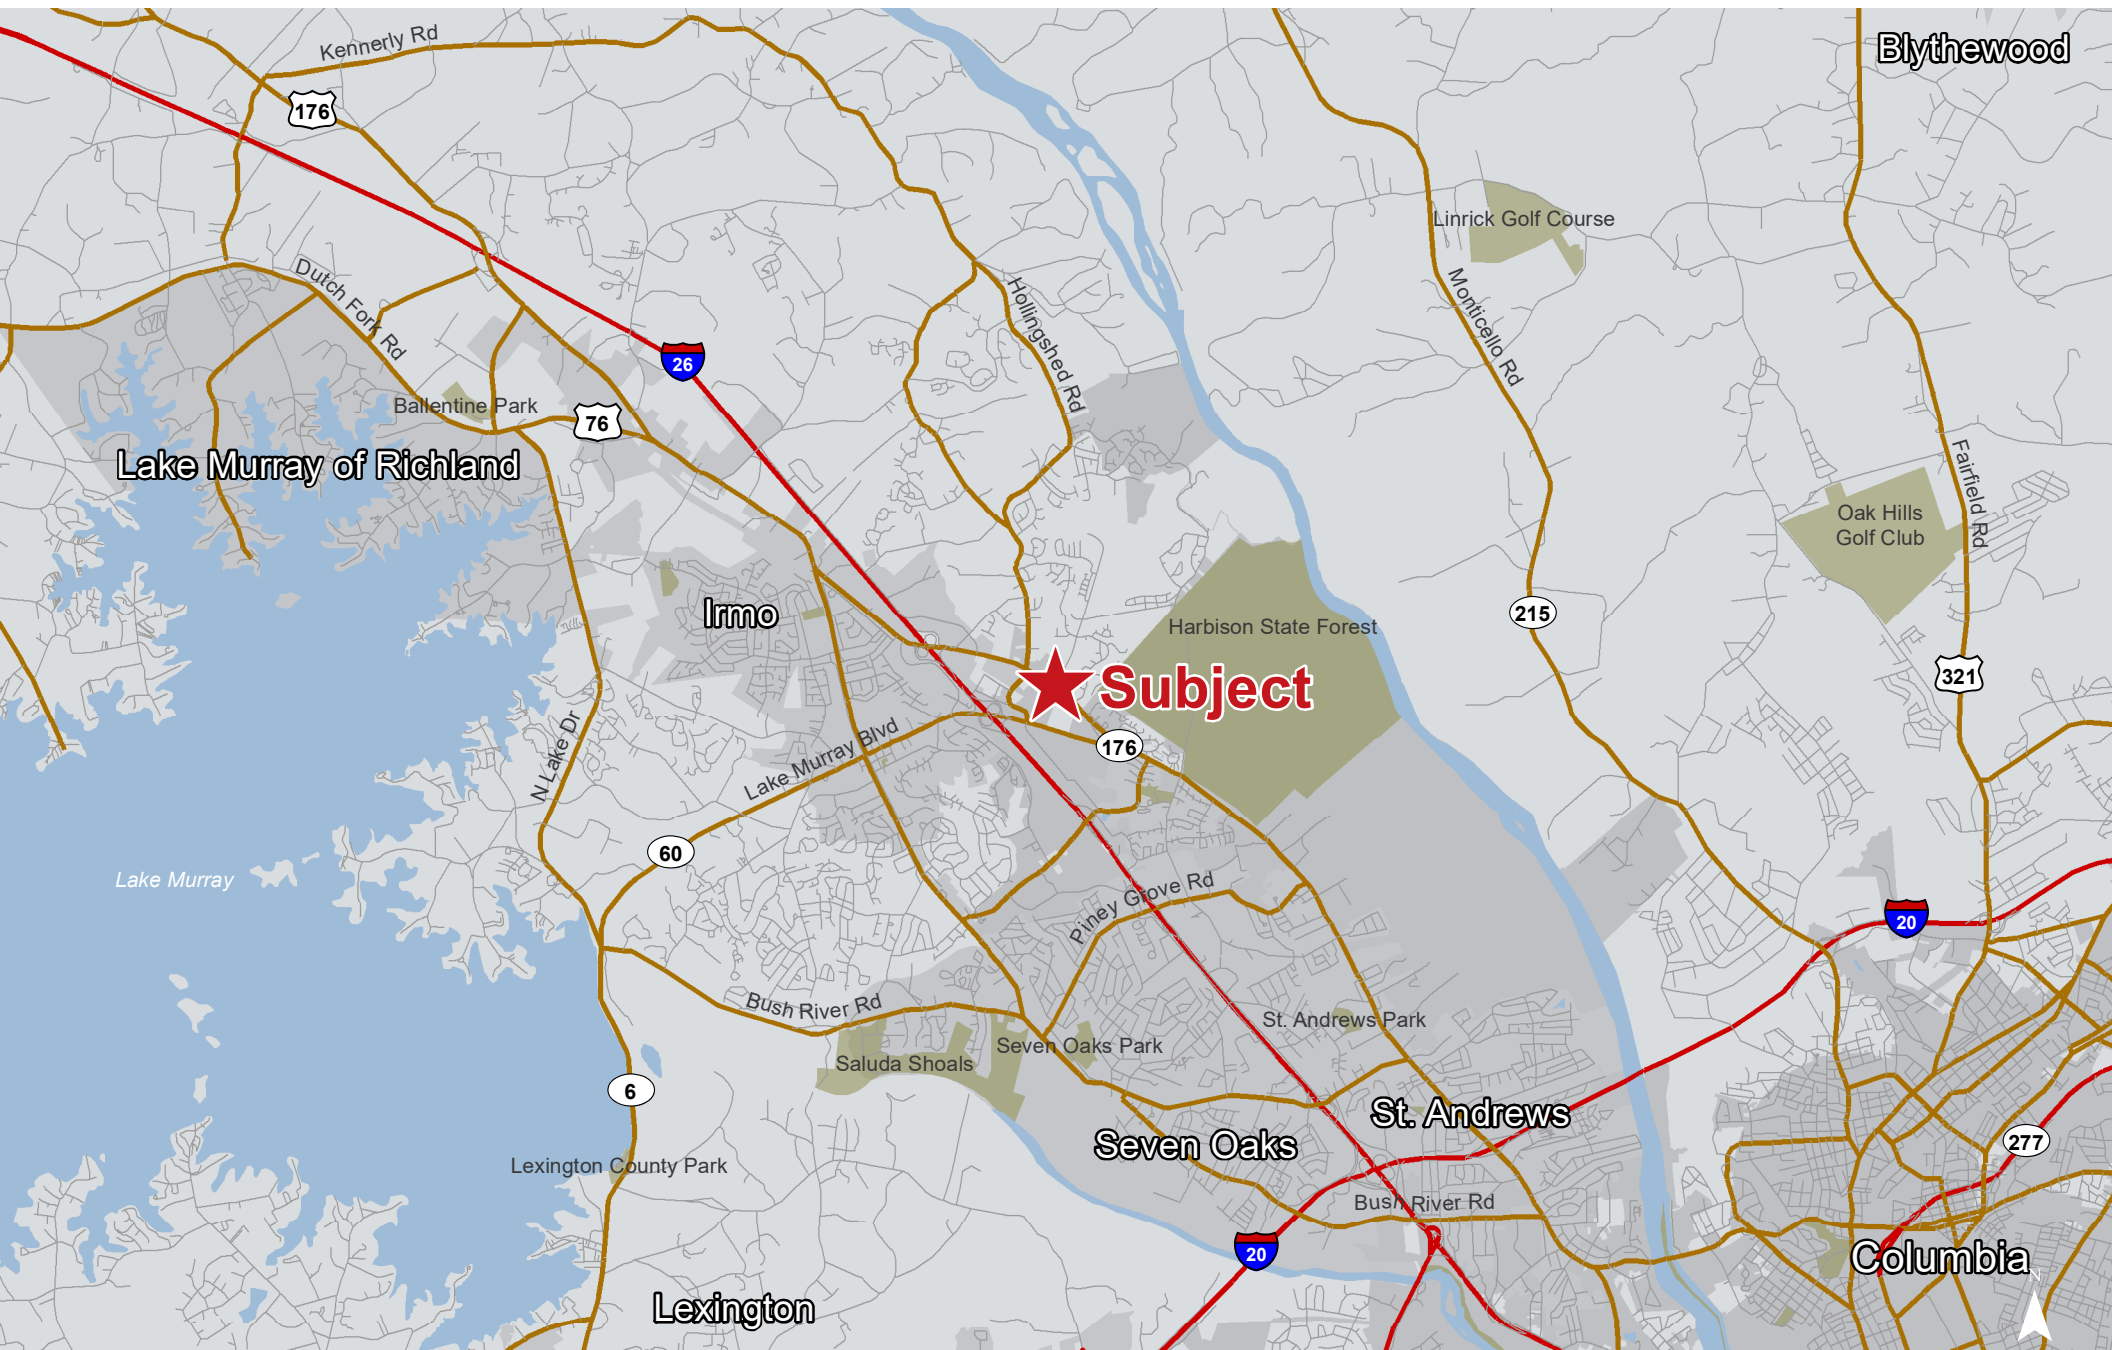 Blythewood
Kennerly Rd
176
Linrick Golf Course
Dutch Fork Rd
Hollingshed Rd
Monticello Rd
26
Ballentine Park
76
Lake Murray of Richland
Fairfield Rd
Oak Hills
Golf Club
Irmo
215
Harbison State Forest
321
Subject
N Lake Dr
Lake Murray Blvd
176
60
Lake Murray
Piney Grove Rd
20
Bush River Rd
St. Andrews Park
Seven Oaks Park
Saluda Shoals
6
St. Andrews
Seven Oaks
277
Lexington County Park
Bush River Rd
20
Columbia
N
Lexington